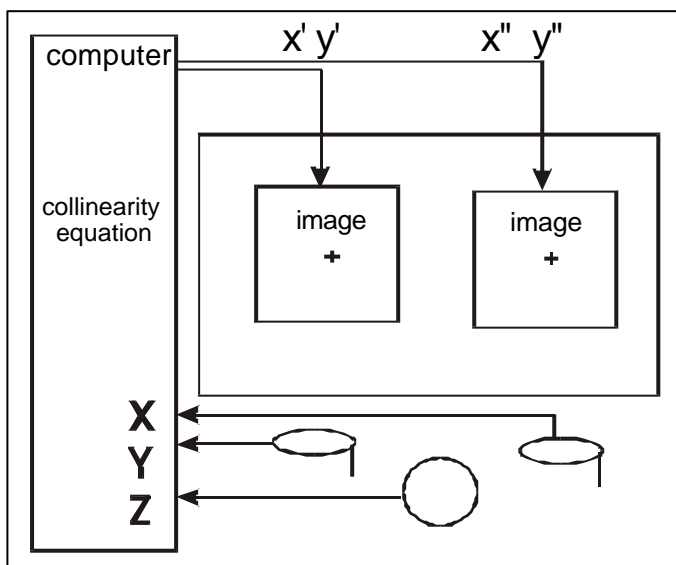 computer
x' y'
x" y"
collinearity
equation
image
+
image
+
X
Y
Z